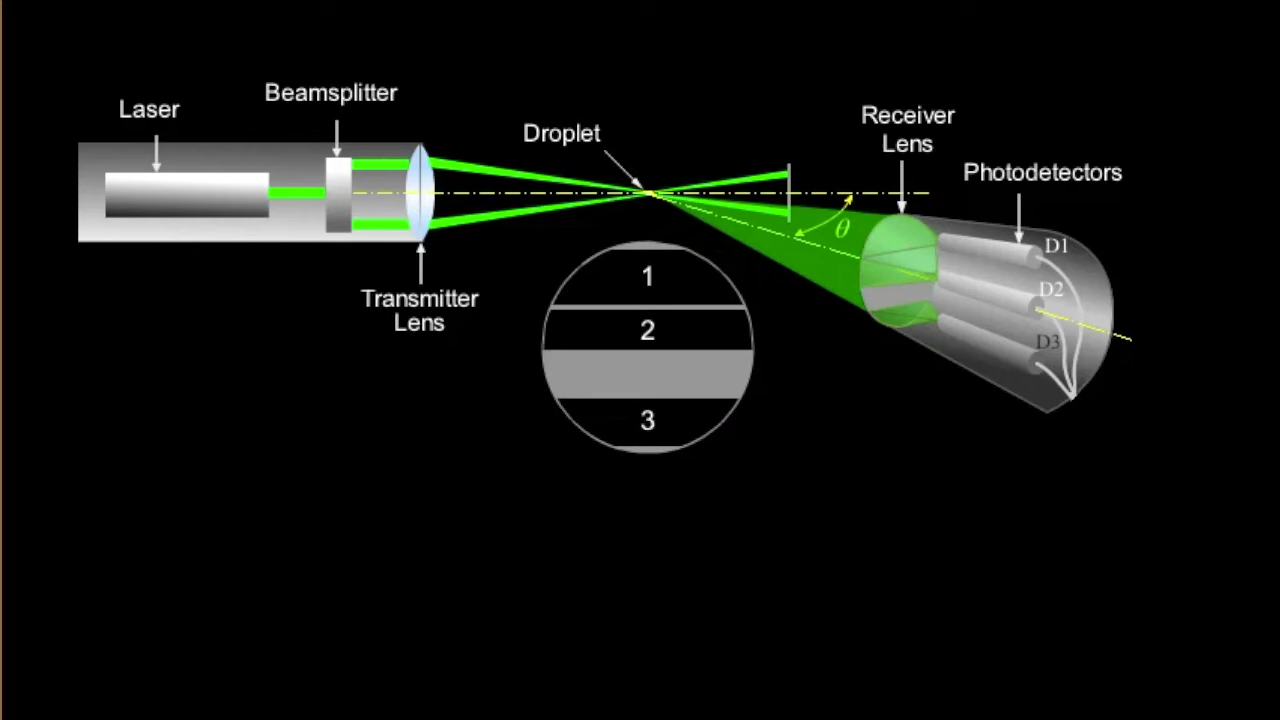 Laser
Beamsplitter
Droplet
Receiver
Lens
Photodetectors
θ
D1
D2
D3
Transmitter
Lens
1
2
3